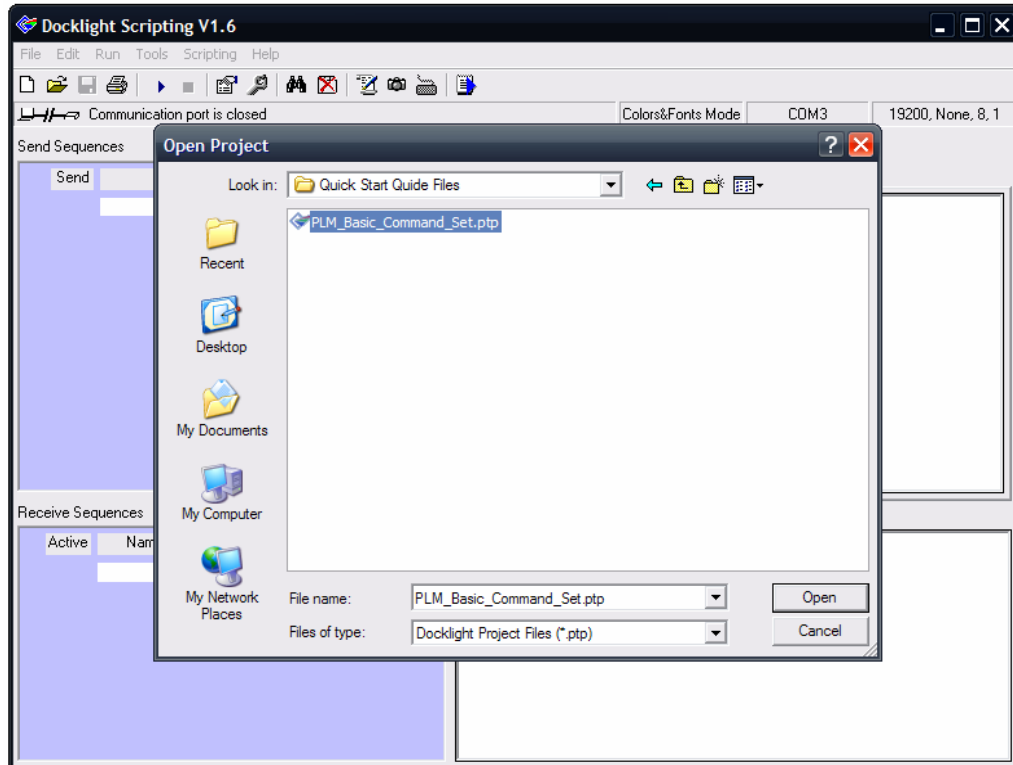 Docklight Scripting V1.6
File Edit Run Tools Scripting Help
Communication port is closed
Colors&Fonts Mode
COM3
19200, None, 8, 1
Send Sequences
Send
Open Project
Look in:
Quick Start Quide Files
PLM_Basic_Command_Set.ptp
Recent
Desktop
My Documents
My Computer
My Network
Places
File name:
PLM_Basic_Command_Set.ptp
Open
Files of type:
Docklight Project Files (*.ptp)
Cancel
Receive Sequences
Active
Nam